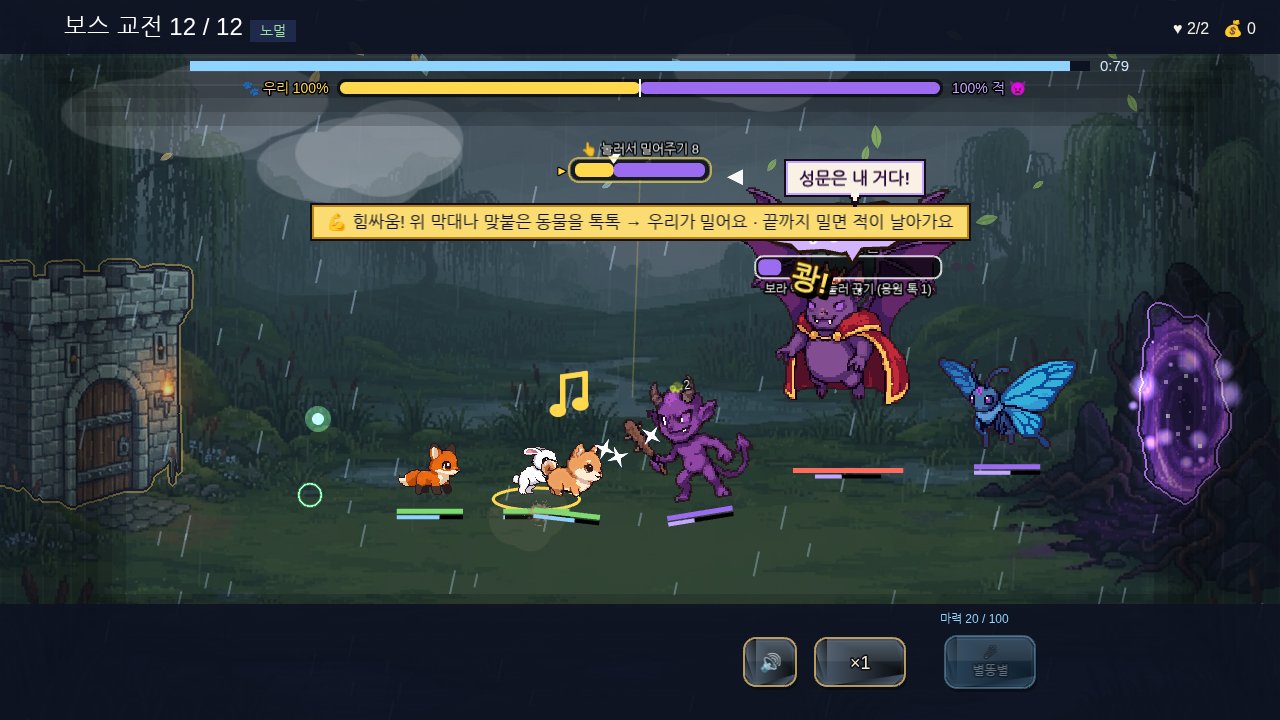 보스 교전 12 / 12
노멀
♥ 2/2
💰 0
0:79
🐾 우리 100%
100% 적 👿
👆 눌러서 밀어주기 8
성문은 내 거다!
💪 힘싸움! 위 막대나 맞붙은 동물을 톡톡 → 우리가 밀어요 · 끝까지 밀면 적이 날아가요
쾅!
보라
끊기 (응원 톡 1)
2
마력 20 / 100
×1
별똥별